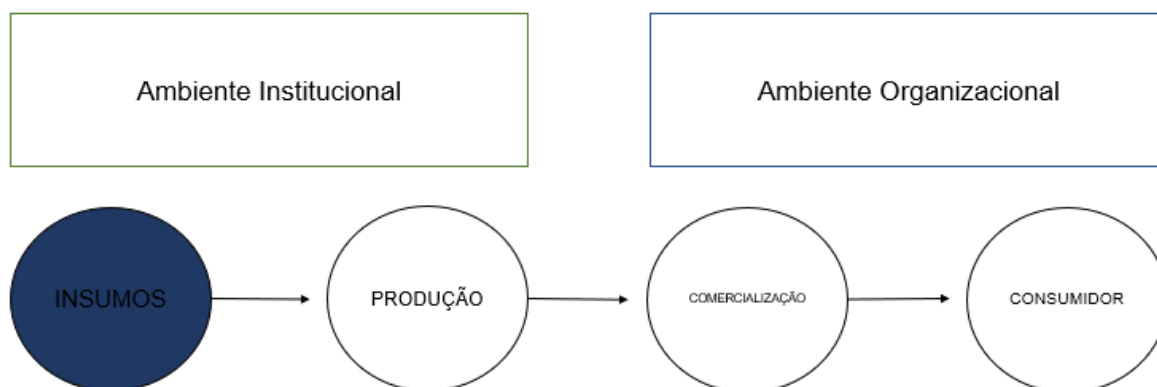 Ambiente Institucional
Ambiente Organizacional
INSUMOS
PRODUÇÃO
COMERCIALIZAÇÃO
CONSUMIDOR